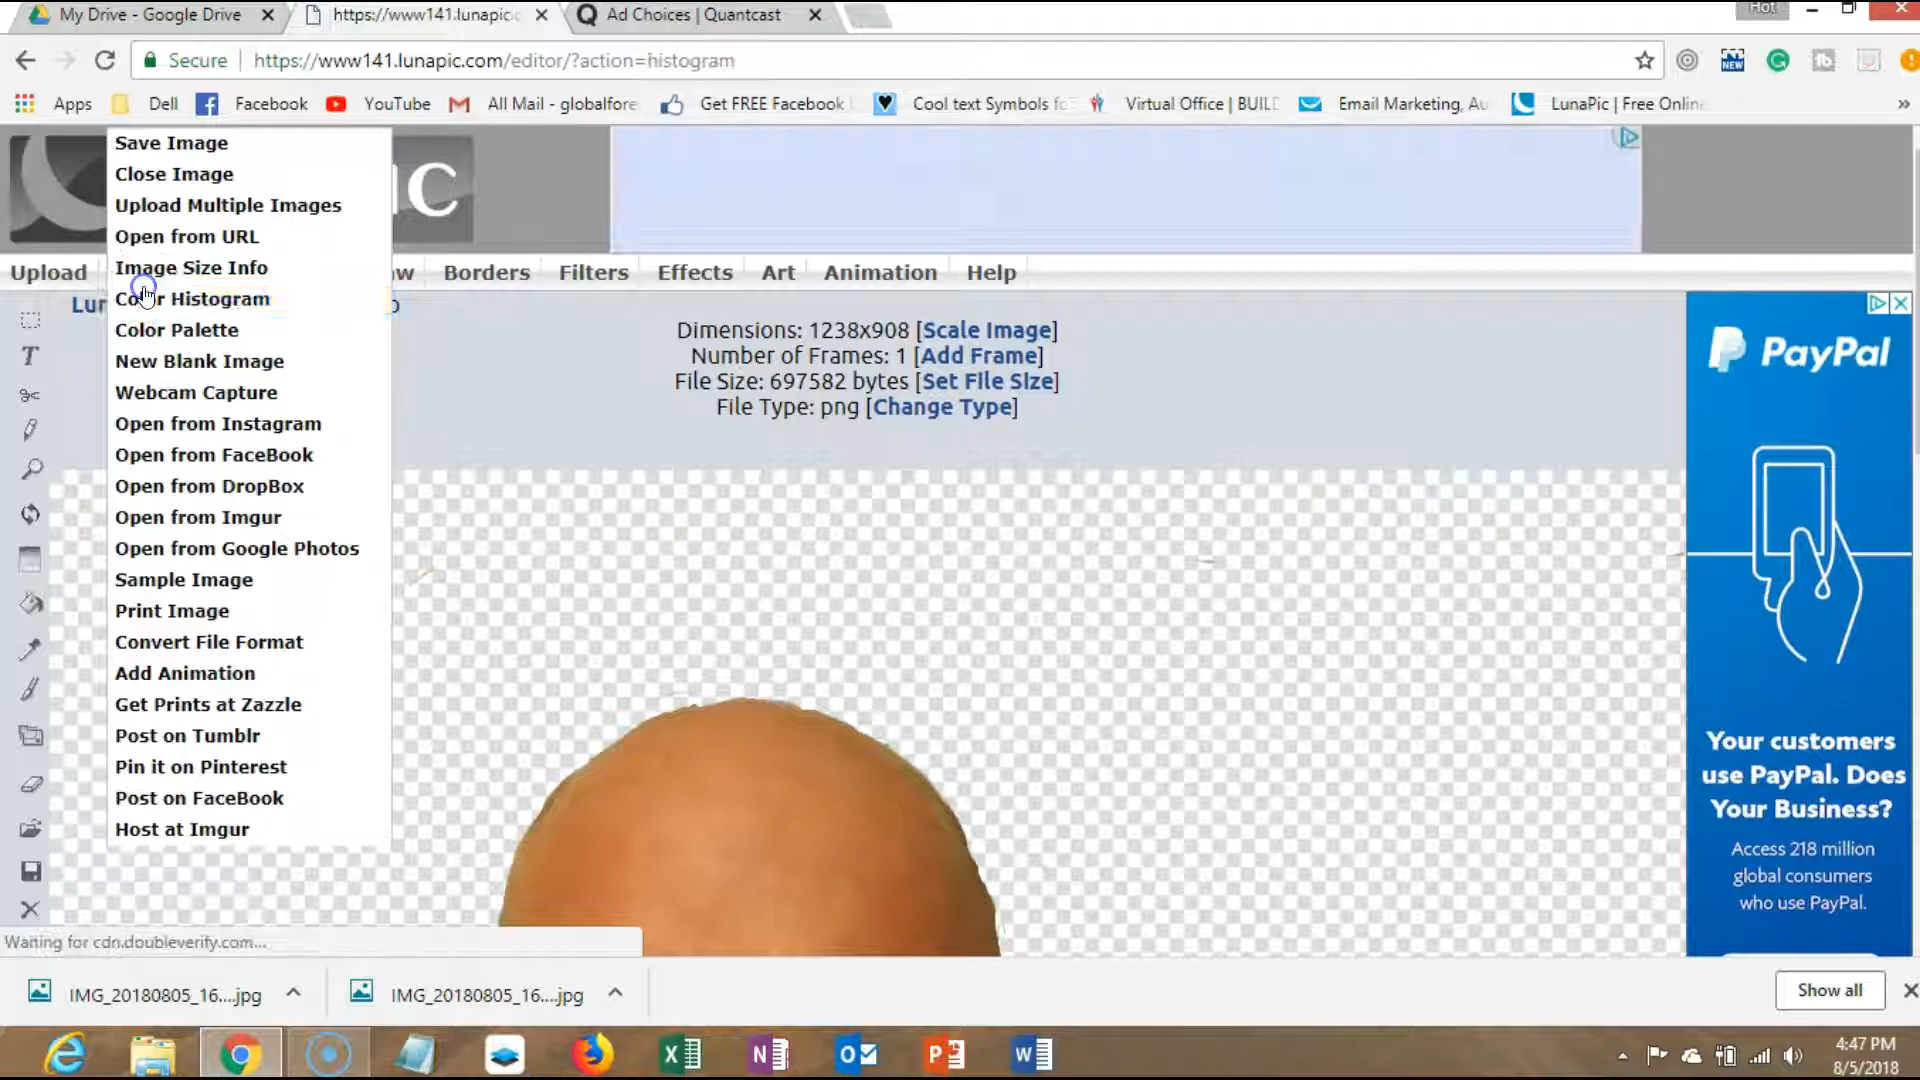 My Drive - Google Drive
https://www141.lunapic
Ad Choices | Quantcast
Hot
Secure
https://www141.lunapic.com/editor/?action=histogram
NEW
G
tb
Apps
Dell
Facebook
YouTube
All Mail - globalfore
Get FREE Facebook
Cool text Symbols fo
Virtual Office | BUIL
Email Marketing, Au
LunaPic | Free Onlin
»
Save Image
Close Image
Upload Multiple Images
Open from URL
Image Size Info
Color Histogram
Color Palette
New Blank Image
Webcam Capture
Open from Instagram
Open from FaceBook
Open from DropBox
Open from Imgur
Open from Google Photos
Sample Image
Print Image
Convert File Format
Add Animation
Get Prints at Zazzle
Post on Tumblr
Pin it on Pinterest
Post on FaceBook
Host at Imgur
ic
Upload
aw
Borders
Filters
Effects
Art
Animation
Help
Lun
o
Dimensions: 1238x908 [Scale Image]
Number of Frames: 1 [Add Frame]
File Size: 697582 bytes [Set File Size]
File Type: png [Change Type]
T
PayPal
Your customers
use PayPal. Does
Your Business?
Access 218 million
global consumers
who use PayPal.
Waiting for cdn.doubleverify.com...
IMG_20180805_16....jpg
IMG_20180805_16....jpg
Show all
4:47 PM
8/5/2018